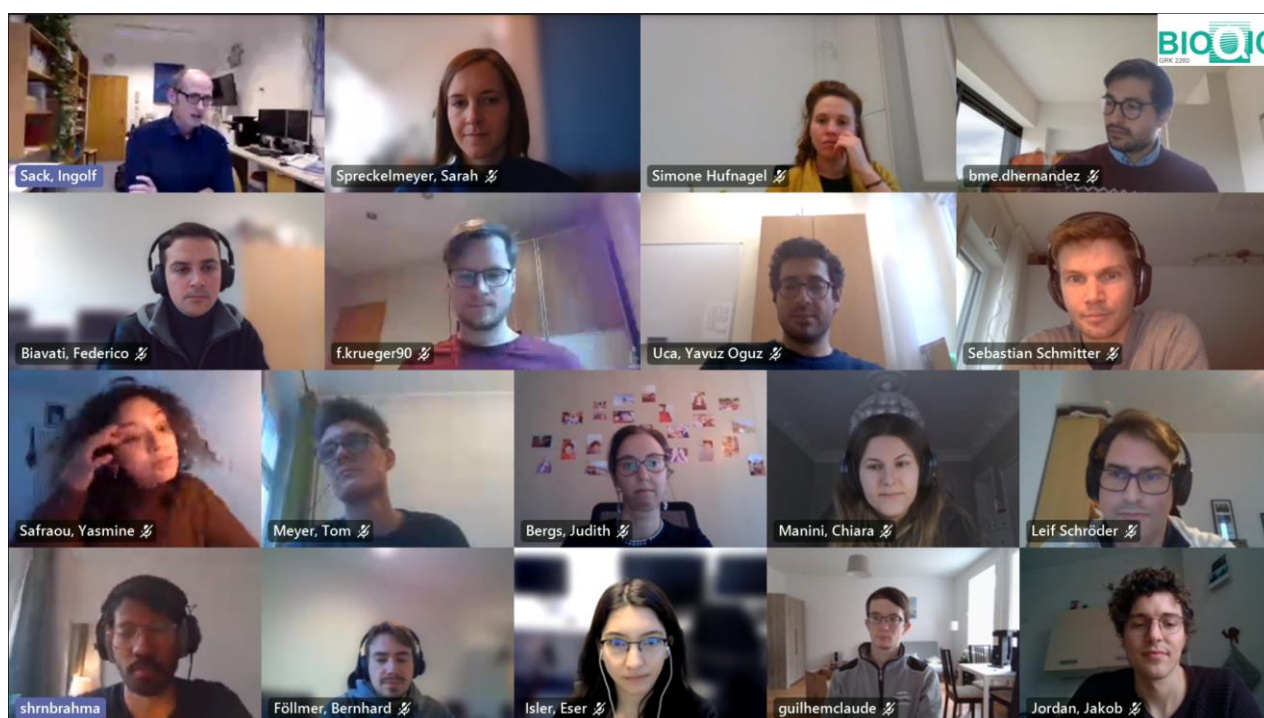 BIOQIC
GRK 2260
Sack, Ingolf
Spreckelmeyer, Sarah
Simone Hufnagel
bme.dhernandez
Biavati, Federico
f.krueger90
Uca, Yavuz Oguz
Sebastian Schmitter
Safraou, Yasmine
Meyer, Tom
Bergs, Judith
Manini, Chiara
Leif Schröder
shrnbrahma
Föllmer, Bernhard
Isler, Eser
guilhemclaude
Jordan, Jakob